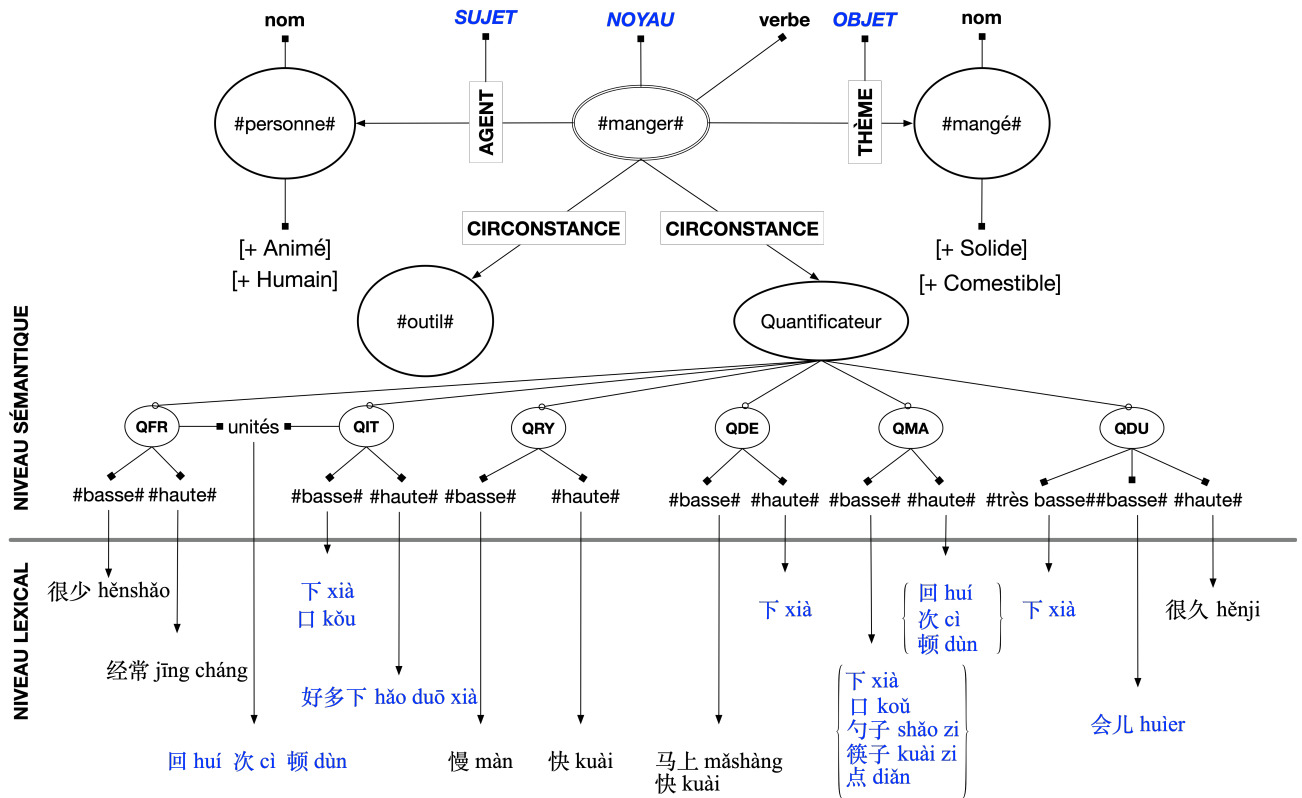 nom
SUJET
NOYAU
verbe
OBJET
nom
#personne#
AGENT
#manger#
THÈME
#mangé#
[+ Animé]
[+ Humain]
CIRCONSTANCE
CIRCONSTANCE
[+ Solide]
[+ Comestible]
#outil#
Quantificateur
NIVEAU SÉMANTIQUE
QFR
unités
QIT
QRY
QDE
QMA
QDU
#basse# #haute#
#basse# #haute#
#basse# #haute#
#basse# #haute#
#basse# #haute#
#très basse##basse# #haute#
NIVEAU LEXICAL
很少 hěnshǎo
经常 jīng cháng
回 huí 次 cì 顿 dùn
下 xià
口 kǒu
好多下 hǎo duō xià
慢 màn
快 kuài
马上 mǎshàng
快 kuài
下 xià
下 xià
口 koǔ
勺子 shǎo zi
筷子 kuài zi
点 diǎn
回 huí
次 cì
顿 dùn
下 xià
会儿 huìer
很久 hěnji